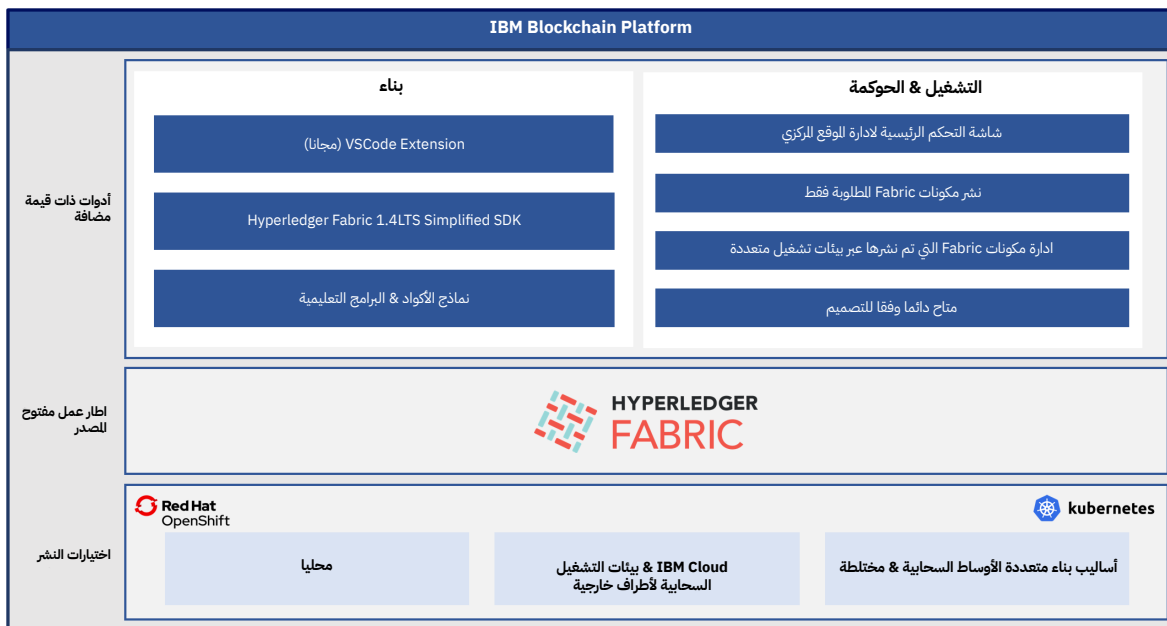 IBM Blockchain Platform
أدوات ذات قيمة
مضافة
التشغيل & الحوكمة
شاشة التحكم الرئيسية لادارة الموقع المركزي
نشر مكونات Fabric المطلوبة فقط
ادارة مكونات Fabric التي تم نشرها عبر بيئات تشغيل متعددة
متاح دائما وفقا للتصميم
بناء
VSCode Extension (مجانا)
Hyperledger Fabric 1.4LTS Simplified SDK
نماذج الأكواد & البرامج التعليمية
اطار عمل مفتوح
المصدر
HYPERLEDGER
FABRIC
اختيارات النشر
kubernetes
Red Hat
OpenShift
أساليب بناء متعددة الأوساط السحابية & مختلطة
IBM Cloud & بيئات التشغيل
السحابية لأطراف خارجية
محليا